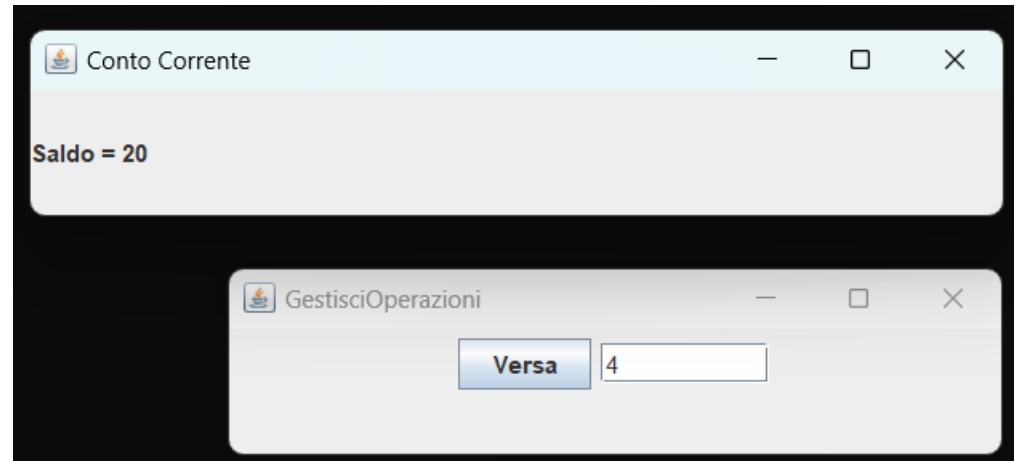 Conto Corrente
Saldo = 20
GestisciOperazioni
Versa 4